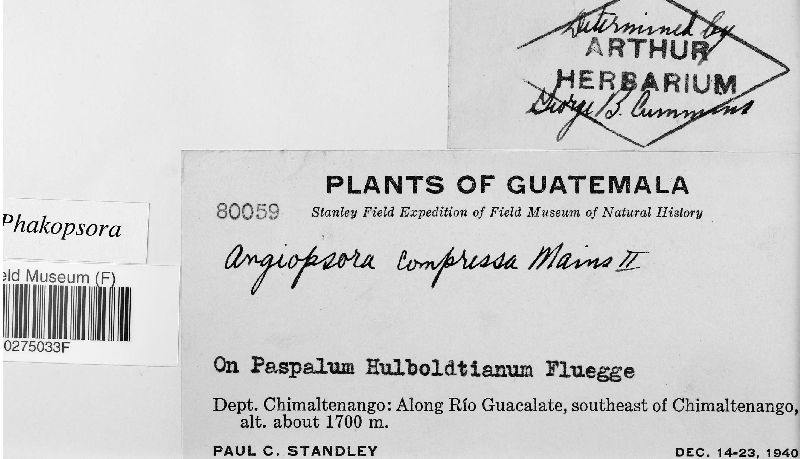 Determined by
ARTHUR
HERBARIUM
George B. Cummins
PLANTS OF GUATEMALA
80059 Stanley Field Expedition of Field Museum of Natural History
Phakopsora
Angiopsora compressa Mains II
eld Museum (F)
0275033F
On Paspalum Hulboldtianum Fluegge
Dept. Chimaltenango: Along Río Guacalate, southeast of Chimaltenango,
alt. about 1700 m.
PAUL C. STANDLEY DEC. 14-23, 1940